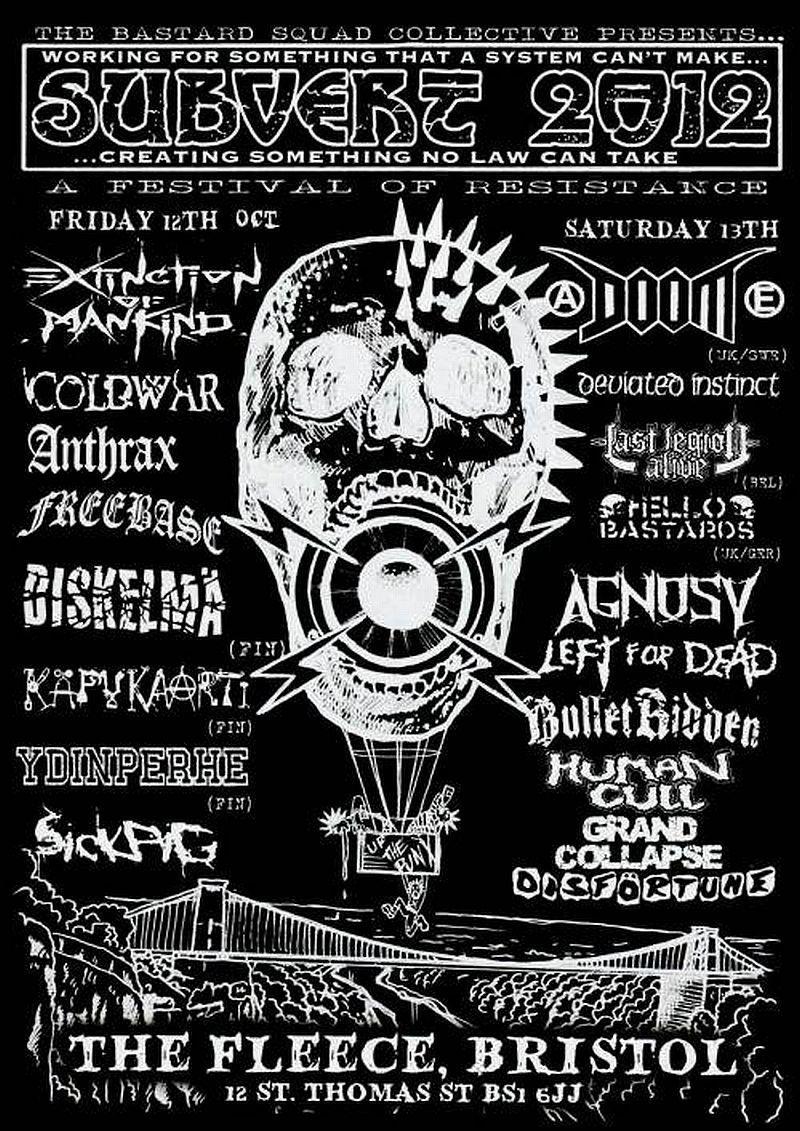 THE BASTARD SQUAD COLLECTIVE PRESENTS...
WORKING FOR SOMETHING THAT A SYSTEM CAN'T MAKE...
SUBVERT 2012
...CREATING SOMETHING NO LAW CAN TAKE
A FESTIVAL OF RESISTANCE
FRIDAY 12TH OCT
EXTINCTION
OF
MANKIND
COLDWAR
Anthrax
FREEBASE
DISKELMÄ
(FIN)
KÄPYKAARTI
(FIN)
YDINPERHE
(FIN)
SICKPIG
SATURDAY 13TH
A DOOM E
(UK/SWE)
deviated instinct
last legion
alive
(BEL)
HELLO
BASTARDS
(UK/GER)
AGNOSY
LEFT FOR DEAD
Bullet Ridden
HUMAN
CULL
GRAND
COLLAPSE
DISFÖRTUNE
UP
THE
PUNX
THE FLEECE, BRISTOL
12 ST. THOMAS ST BS1 6JJ